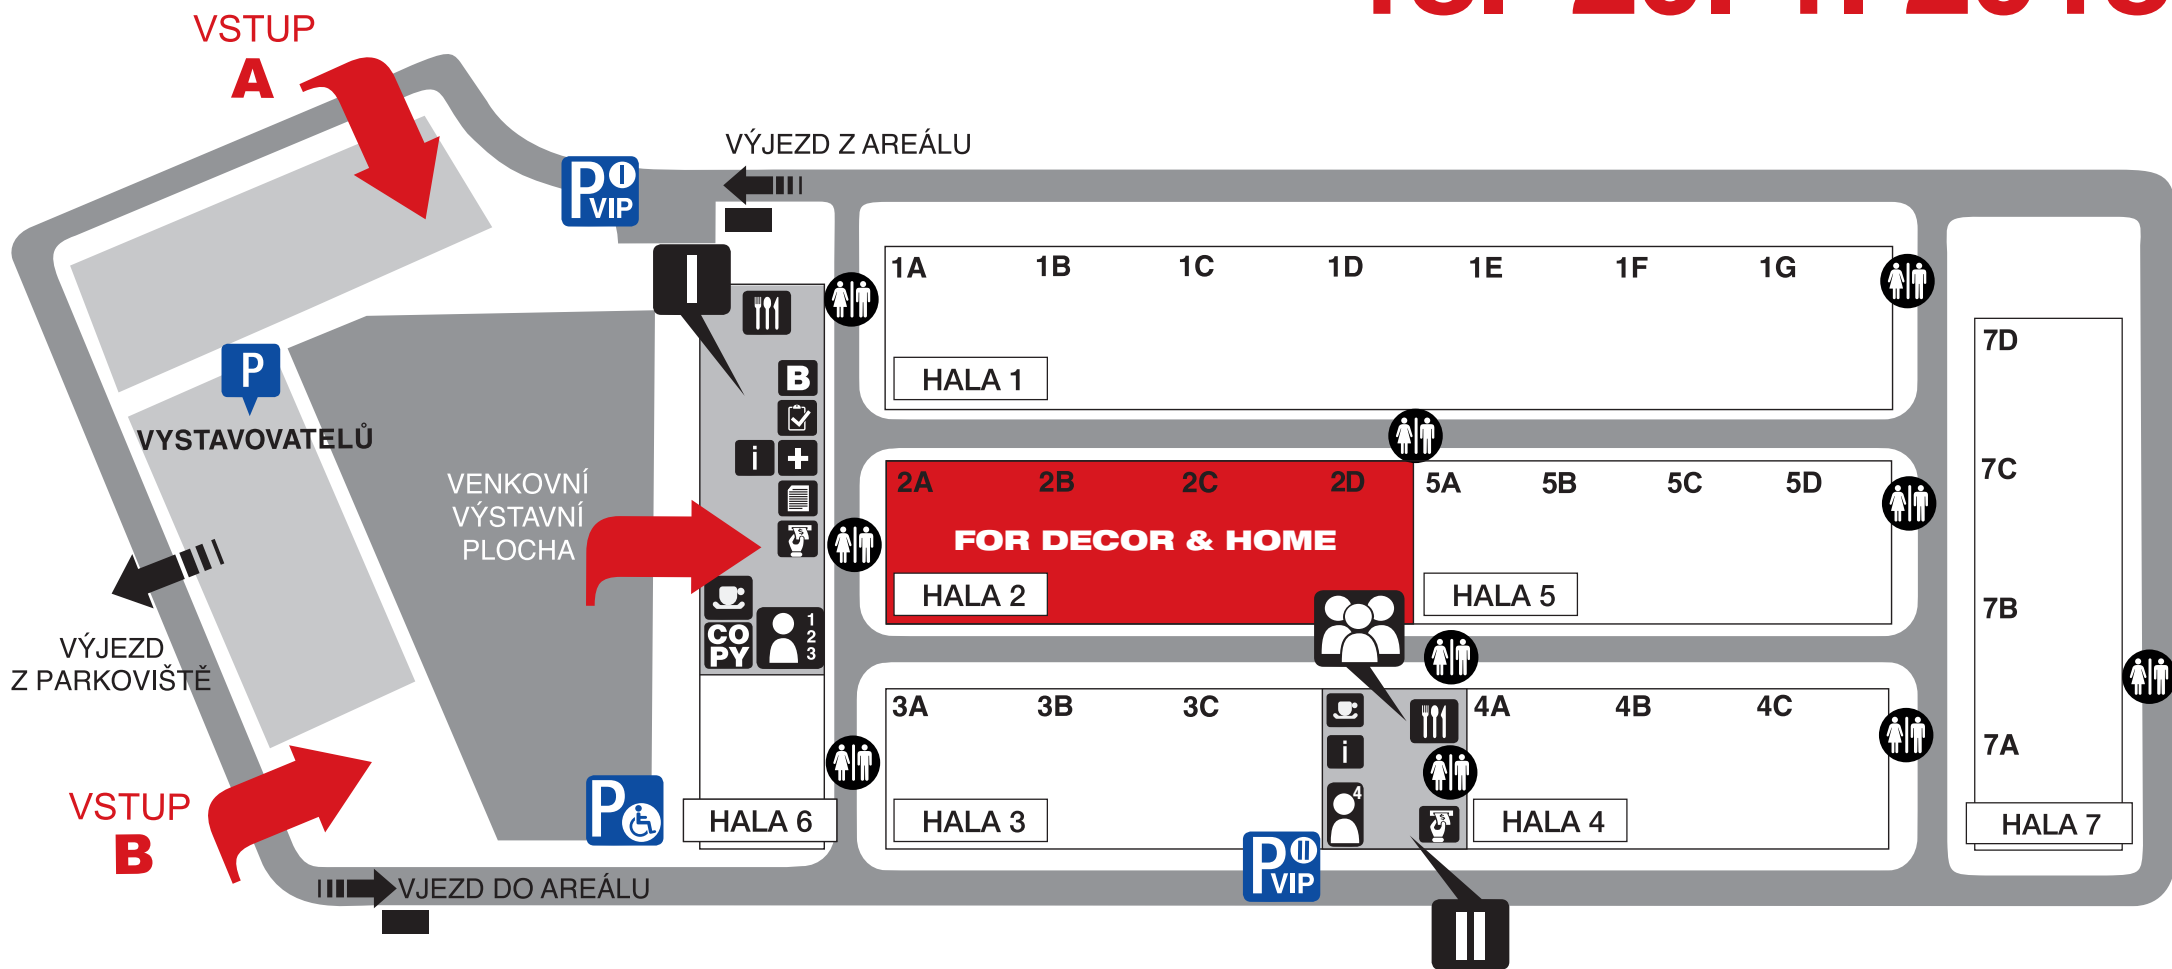 VSTUP
A
VÝJEZD Z AREÁLU
P
VIP
I
1A 1B 1C 1D 1E 1F 1G
HALA 1
P
VYSTAVOVATELŮ
B
i
VENKOVNÍ
VÝSTAVNÍ
PLOCHA
2A 2B 2C 2D
FOR DECOR & HOME
HALA 2
5A 5B 5C 5D
HALA 5
CO
PY
1
2
3
VÝJEZD
Z PARKOVIŠTĚ
3A 3B 3C
HALA 3
i
4
4A 4B 4C
HALA 4
7D
7C
7B
7A
HALA 7
HALA 6
P
P
II
VIP
VSTUP
B
VJEZD DO AREÁLU
II